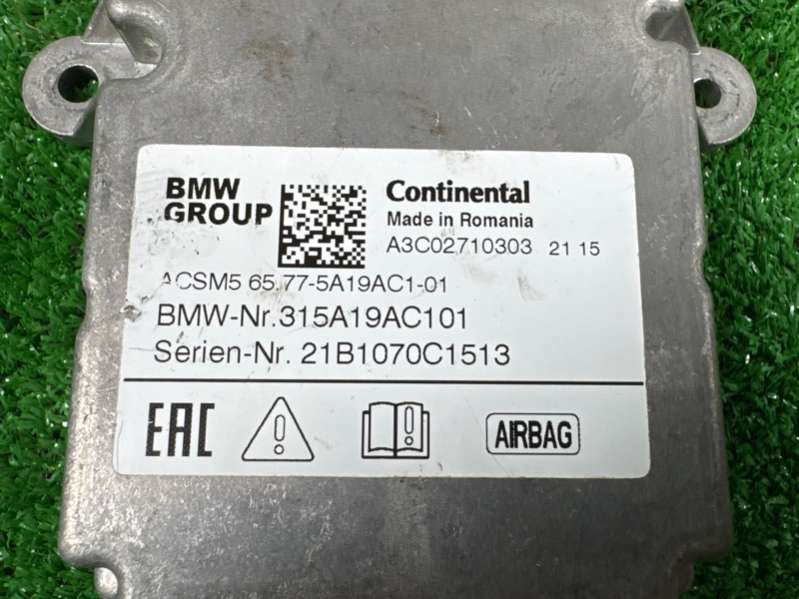 BMW
GROUP
Continental
Made in Romania
A3C02710303 21 15
ACSM5 65.77-5A19AC1-01
BMW-Nr.315A19AC101
Serien-Nr. 21B1070C1513
EAC
AIRBAG